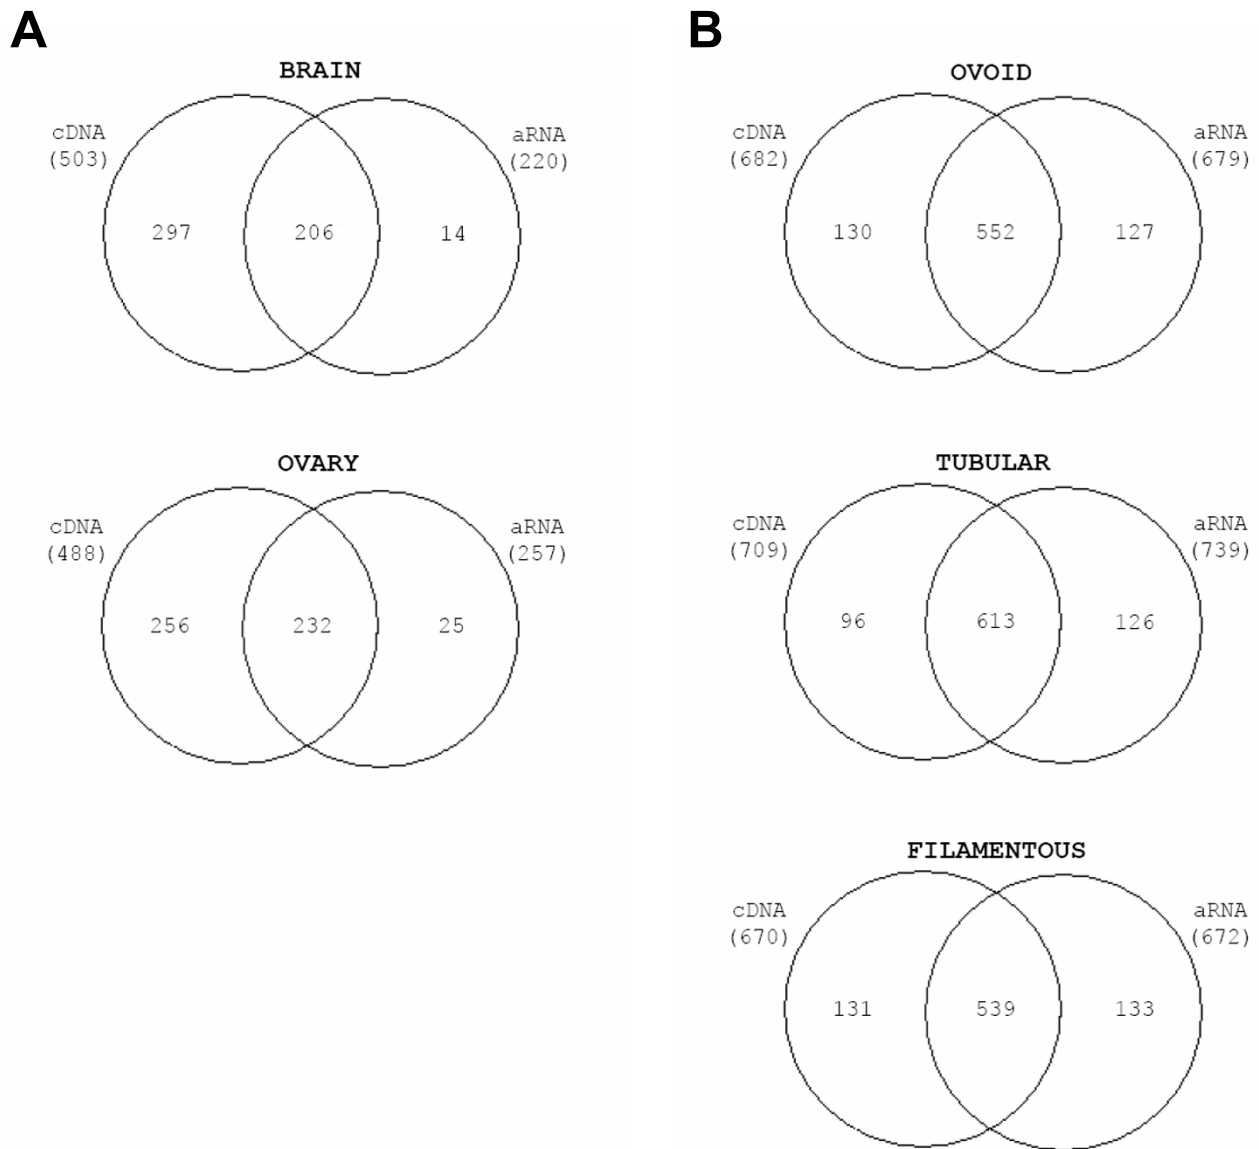 A
BRAIN
cDNA
(503)
aRNA
(220)
297
206
14
OVARY
cDNA
(488)
aRNA
(257)
256
232
25
B
OVOID
cDNA
(682)
aRNA
(679)
130
552
127
TUBULAR
cDNA
(709)
aRNA
(739)
96
613
126
FILAMENTOUS
cDNA
(670)
aRNA
(672)
131
539
133